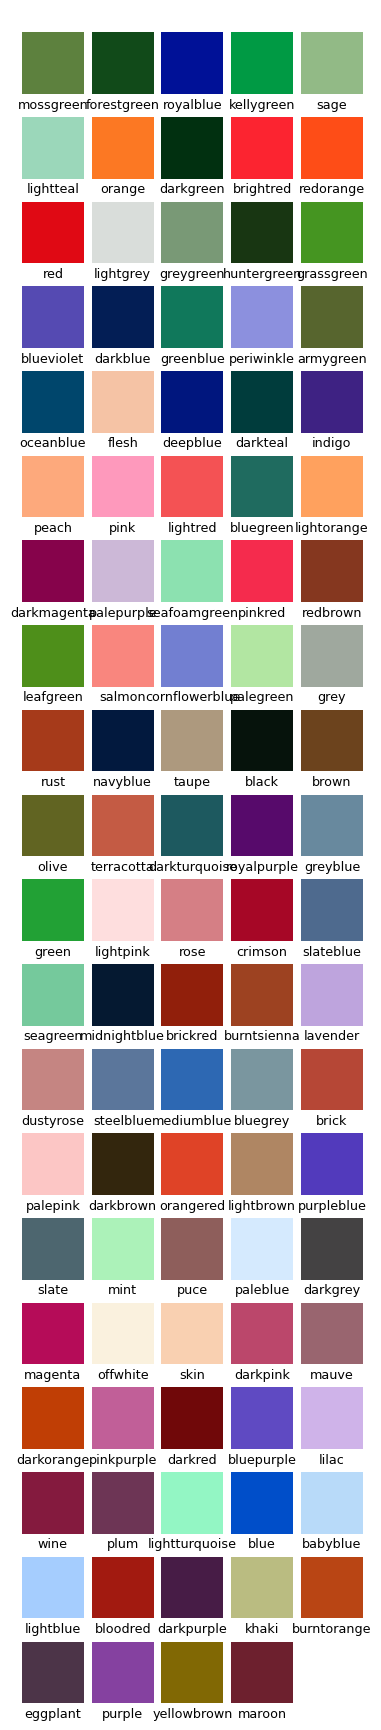 mossgreen forestgreen royalblue kellygreen sage
lightteal orange darkgreen brightred redorange
red lightgrey greygreen huntergreen grassgreen
blueviolet darkblue greenblue periwinkle armygreen
oceanblue flesh deepblue darkteal indigo
peach pink lightred bluegreen lightorange
darkmagenta palepurple seafoamgreen pinkred redbrown
leafgreen salmon cornflowerblue palegreen grey
rust navyblue taupe black brown
olive terracotta darkturquoise royalpurple greyblue
green lightpink rose crimson slateblue
seagreen midnightblue brickred burntsienna lavender
dustyrose steelblue mediumblue bluegrey brick
palepink darkbrown orangered lightbrown purpleblue
slate mint puce paleblue darkgrey
magenta offwhite skin darkpink mauve
darkorange pinkpurple darkred bluepurple lilac
wine plum lightturquoise blue babyblue
lightblue bloodred darkpurple khaki burntorange
eggplant purple yellowbrown maroon